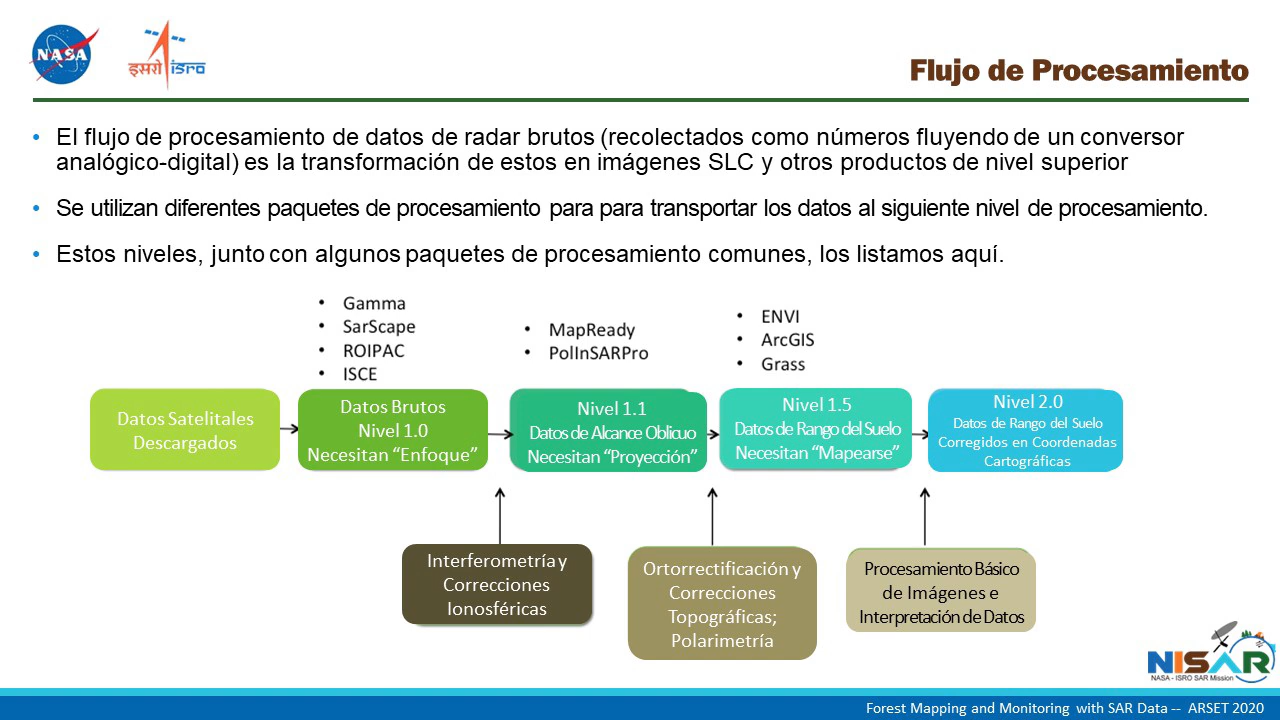 NASA
इसरो isro
Flujo de Procesamiento
• El flujo de procesamiento de datos de radar brutos (recolectados como números fluyendo de un conversor
analógico-digital) es la transformación de estos en imágenes SLC y otros productos de nivel superior
• Se utilizan diferentes paquetes de procesamiento para para transportar los datos al siguiente nivel de procesamiento.
• Estos niveles, junto con algunos paquetes de procesamiento comunes, los listamos aquí.
• Gamma
• SarScape
• ROIPAC
• ISCE
• MapReady
• PolInSARPro
• ENVI
• ArcGIS
• Grass
Datos Satelitales
Descargados
Datos Brutos
Nivel 1.0
Necesitan “Enfoque”
Nivel 1.1
Datos de Alcance Oblicuo
Necesitan “Proyección”
Nivel 1.5
Datos de Rango del Suelo
Necesitan “Mapearse”
Nivel 2.0
Datos de Rango del Suelo
Corregidos en Coordenadas
Cartográficas
Interferometría y
Correcciones
Ionosféricas
Ortorrectificación y
Correcciones
Topográficas;
Polarimetría
Procesamiento Básico
de Imágenes e
Interpretación de Datos
NISAR
NASA - ISRO SAR Mission
Forest Mapping and Monitoring with SAR Data -- ARSET 2020